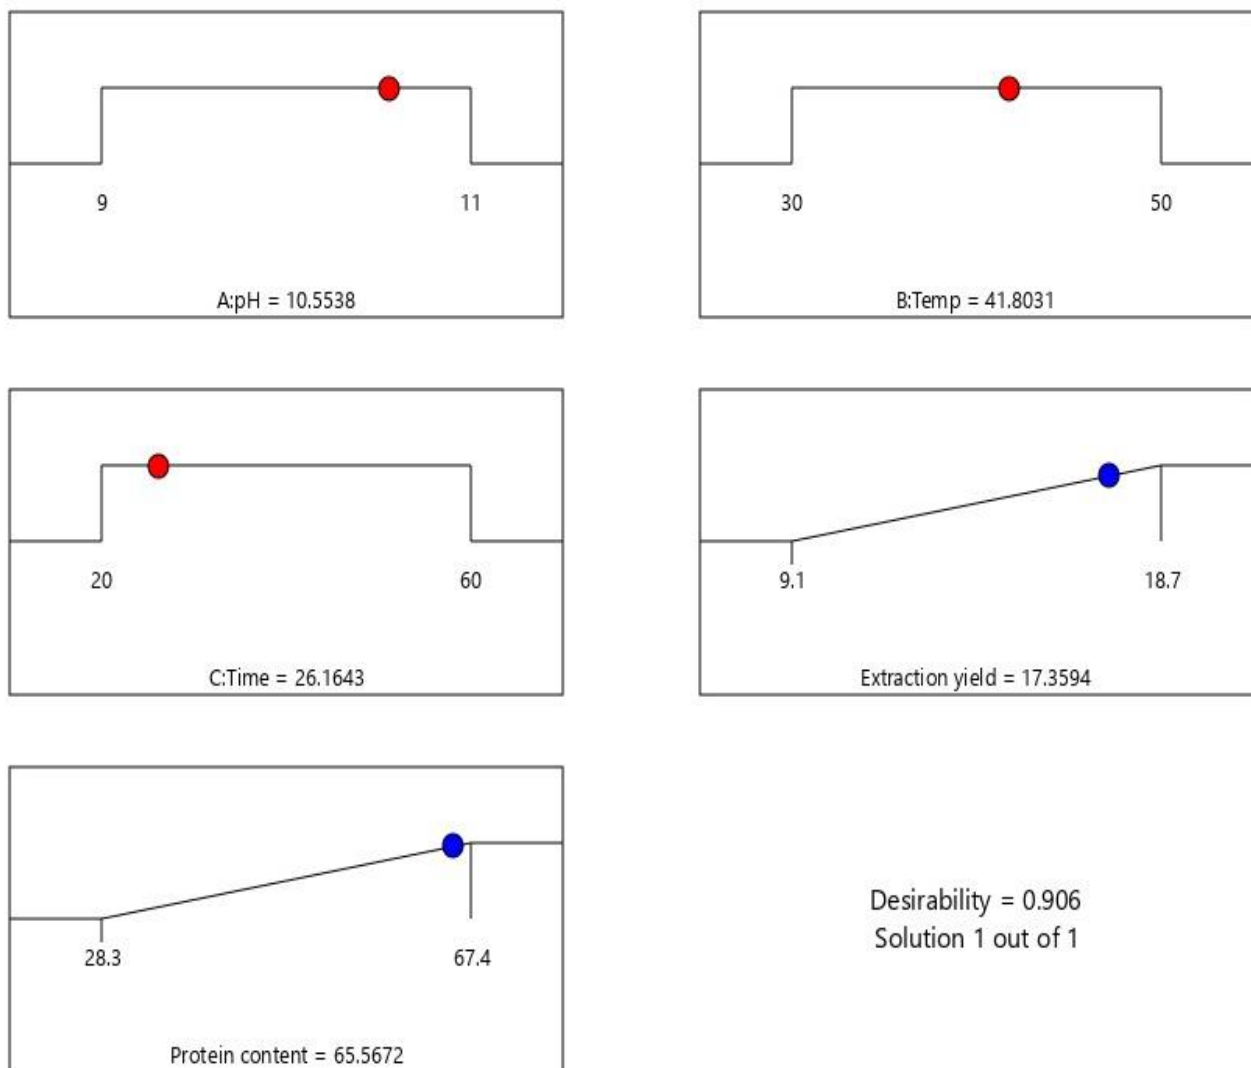 9 11
A:pH = 10.5538
30 50
B:Temp = 41.8031
20 60
C:Time = 26.1643
9.1 18.7
Extraction yield = 17.3594
28.3 67.4
Protein content = 65.5672
Desirability = 0.906
Solution 1 out of 1